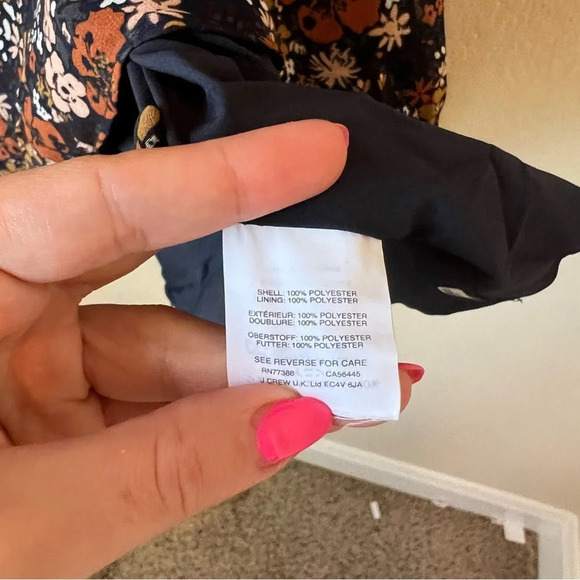 SHELL: 100% POLYESTER
LINING: 100% POLYESTER
EXTÉRIEUR: 100% POLYESTER
DOUBLURE: 100% POLYESTER
OBERSTOFF: 100% POLYESTER
FUTTER: 100% POLYESTER
SEE REVERSE FOR CARE
RN77388 CA56445
J CREW U.K. Ltd EC4V 6JA